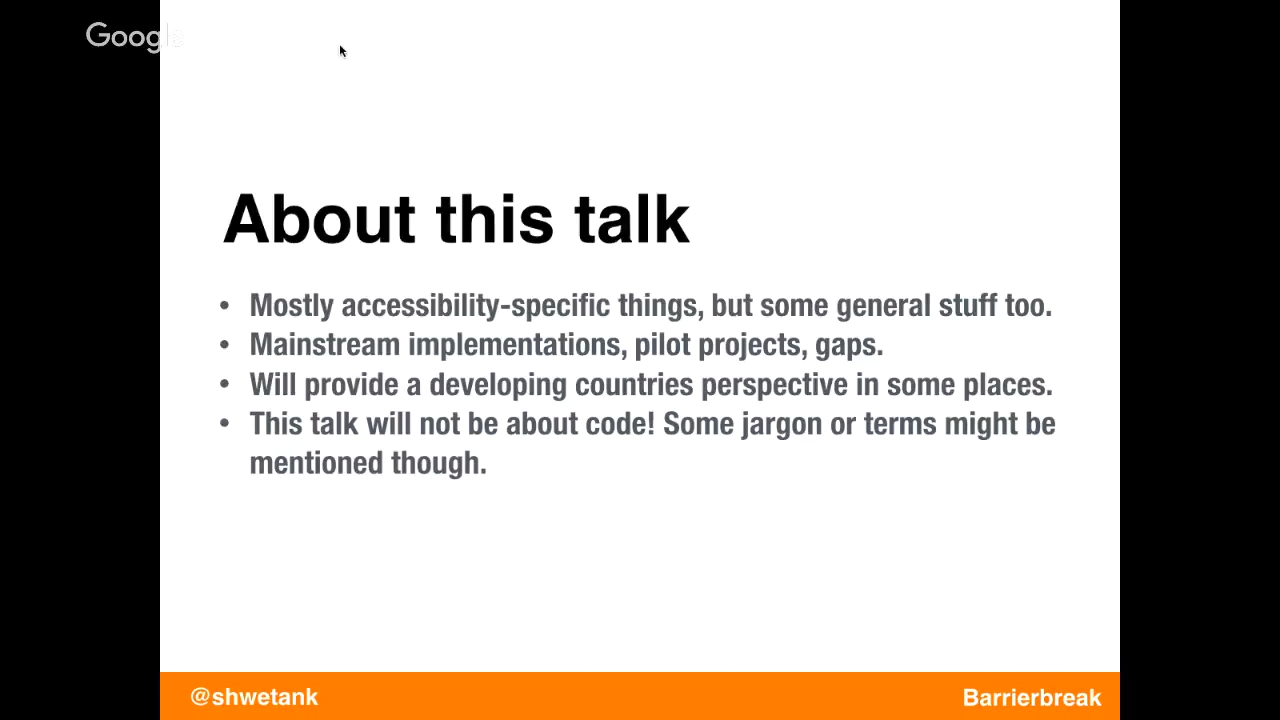 Google
About this talk
• Mostly accessibility-specific things, but some general stuff too.
• Mainstream implementations, pilot projects, gaps.
• Will provide a developing countries perspective in some places.
• This talk will not be about code! Some jargon or terms might be
mentioned though.
@shwetank
Barrierbreak